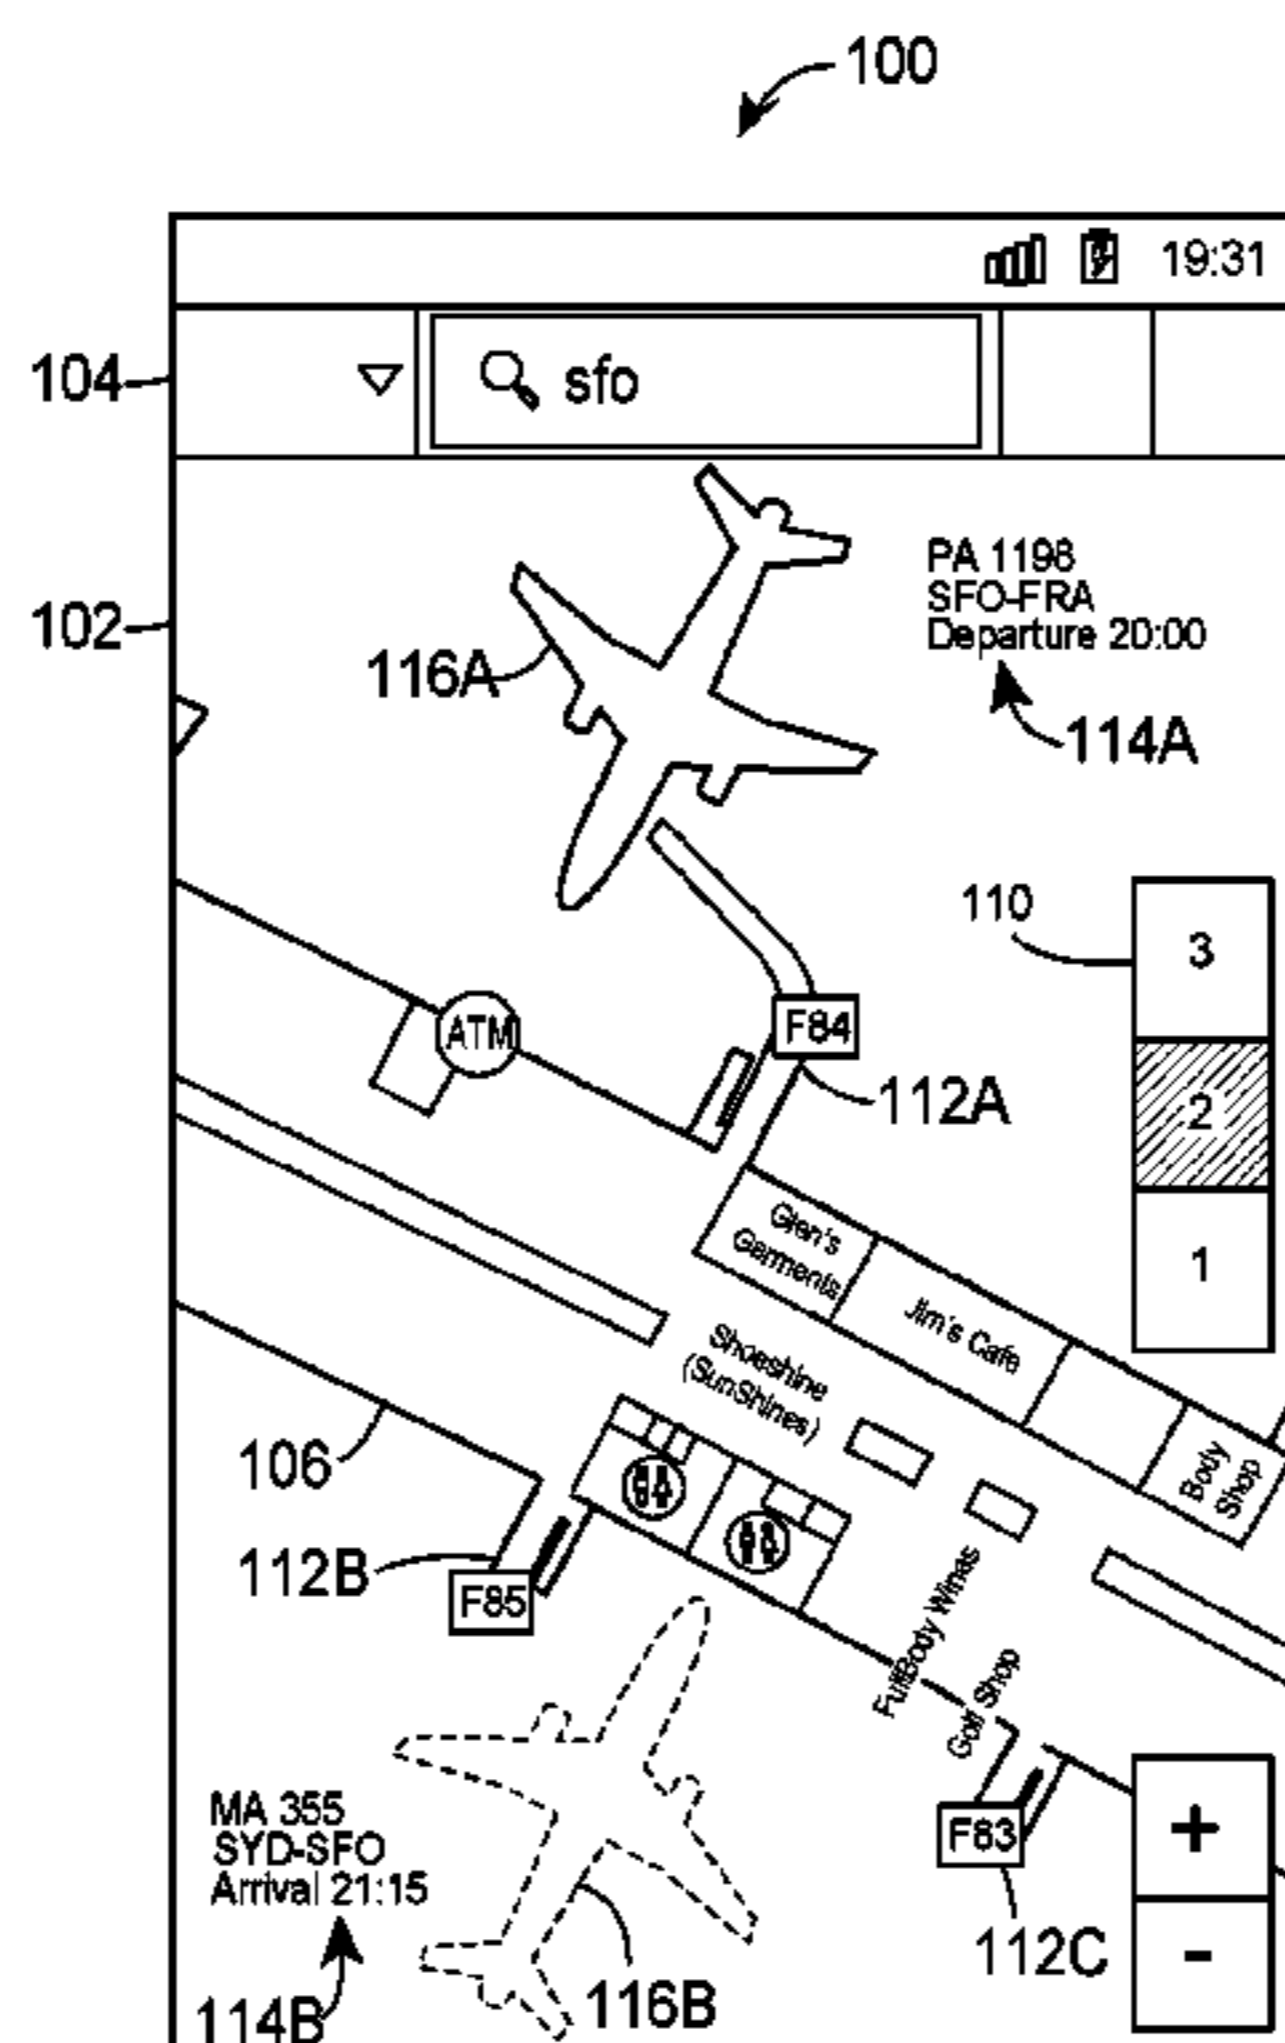 100
19:31
104
sfo
PA 1198
SFO-FRA
Departure 20:00
102
116A
114A
110
3
ATM
F84
2
112A
Glen's
Garments
1
Jim's Cafe
Shoeshine
(SunShines)
106
Body
Shop
112B
F85
FullBody Wines
Golf Shop
MA 355
SYD-SFO
Arrival 21:15
F83
+
112C
-
114B
116B